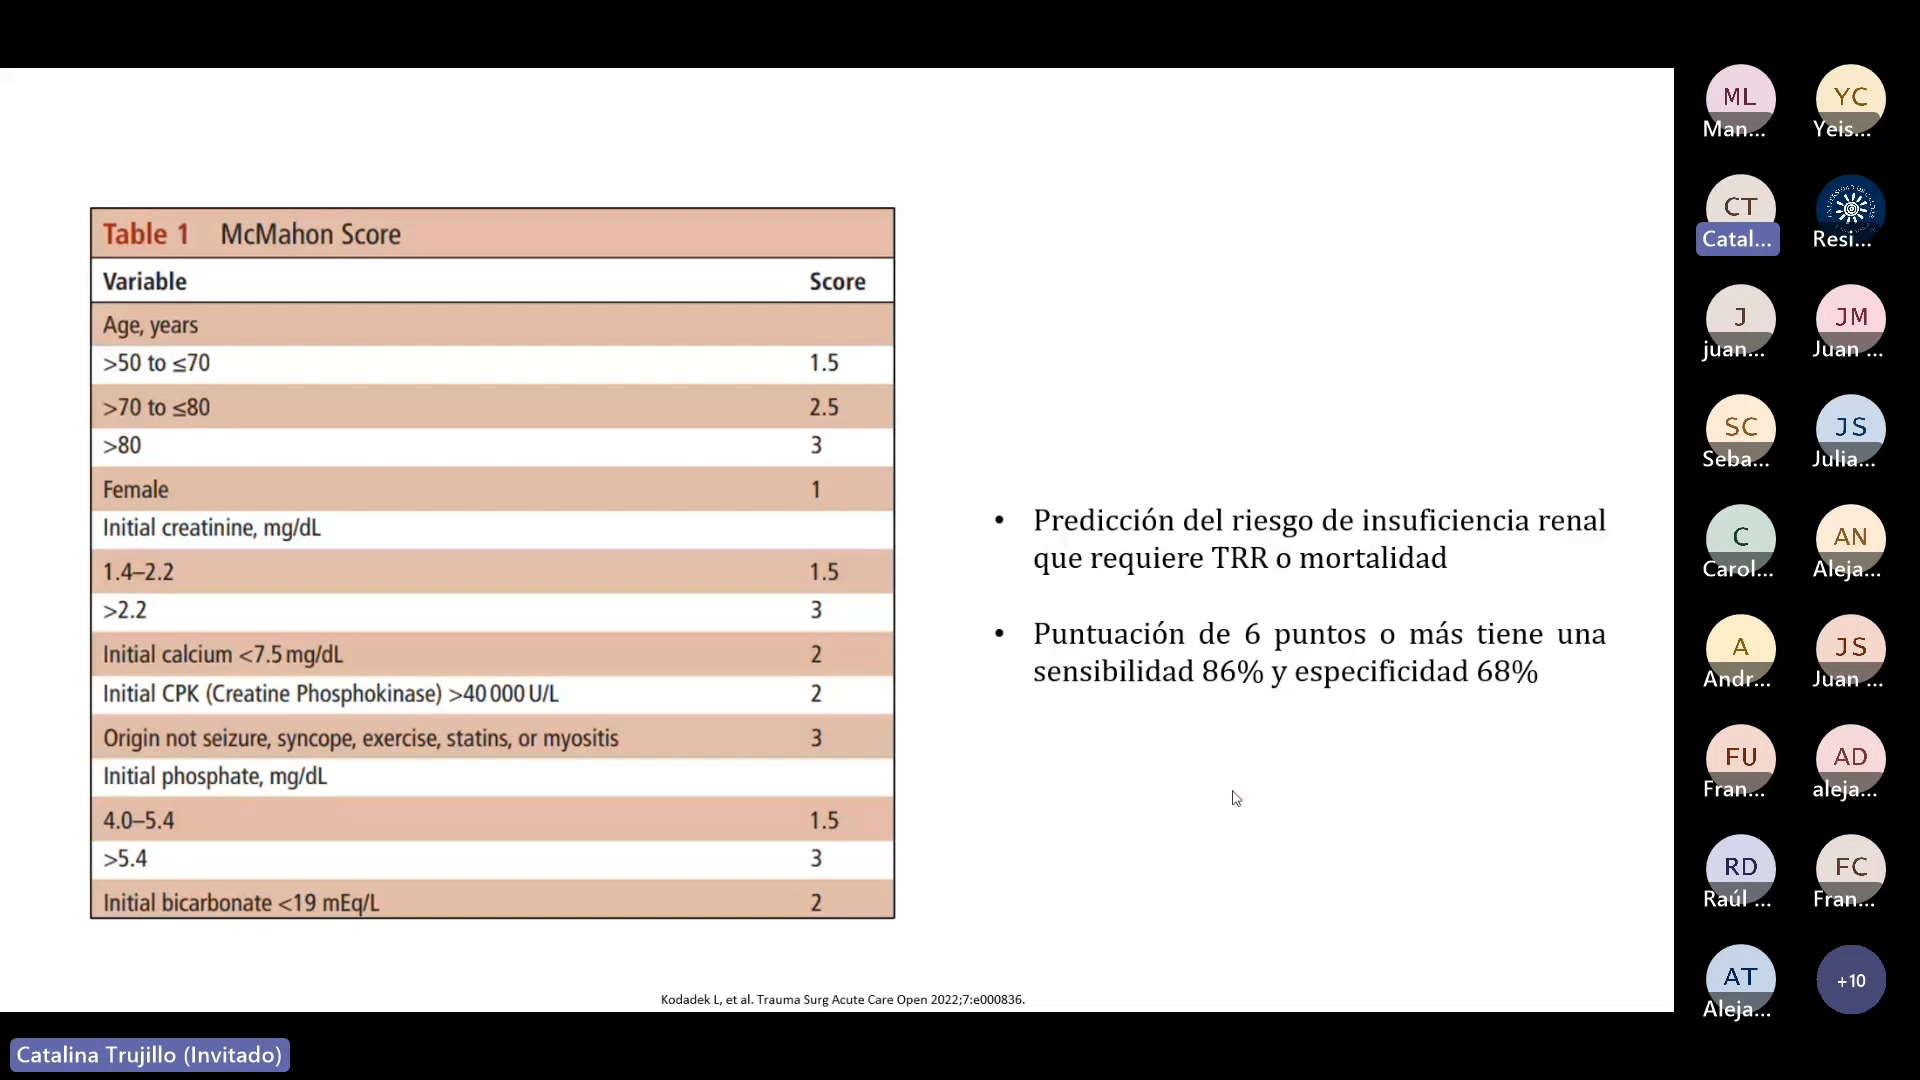 Table 1 McMahon Score
Variable Score
Age, years
>50 to ≤70 1.5
>70 to ≤80 2.5
>80 3
Female 1
Initial creatinine, mg/dL
1.4–2.2 1.5
>2.2 3
Initial calcium <7.5 mg/dL 2
Initial CPK (Creatine Phosphokinase) >40 000 U/L 2
Origin not seizure, syncope, exercise, statins, or myositis 3
Initial phosphate, mg/dL
4.0–5.4 1.5
>5.4 3
Initial bicarbonate <19 mEq/L 2
• Predicción del riesgo de insuficiencia renal
que requiere TRR o mortalidad
• Puntuación de 6 puntos o más tiene una
sensibilidad 86% y especificidad 68%
Kodadek L, et al. Trauma Surg Acute Care Open 2022;7:e000836.
ML YC
Man... Yeis...
CT
Catal... Resi...
J JM
juan... Juan ...
SC JS
Seba... Julia...
C AN
Carol... Aleja...
A JS
Andr... Juan ...
FU AD
Fran... aleja...
RD FC
Raúl ... Fran...
AT +10
Aleja...
Catalina Trujillo (Invitado)